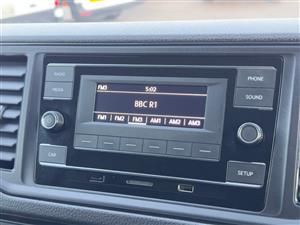 RADIO
MEDIA
FM3 5:02
BBC R1
FM1 FM2 FM3 AM1 AM2 AM3
PHONE
SOUND
CAR
SETUP